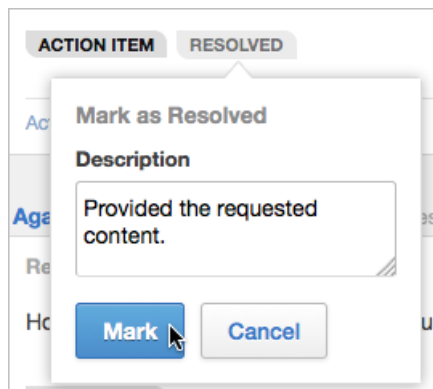 ACTION ITEM RESOLVED
Mark as Resolved
Description
Provided the requested
content.
Mark Cancel